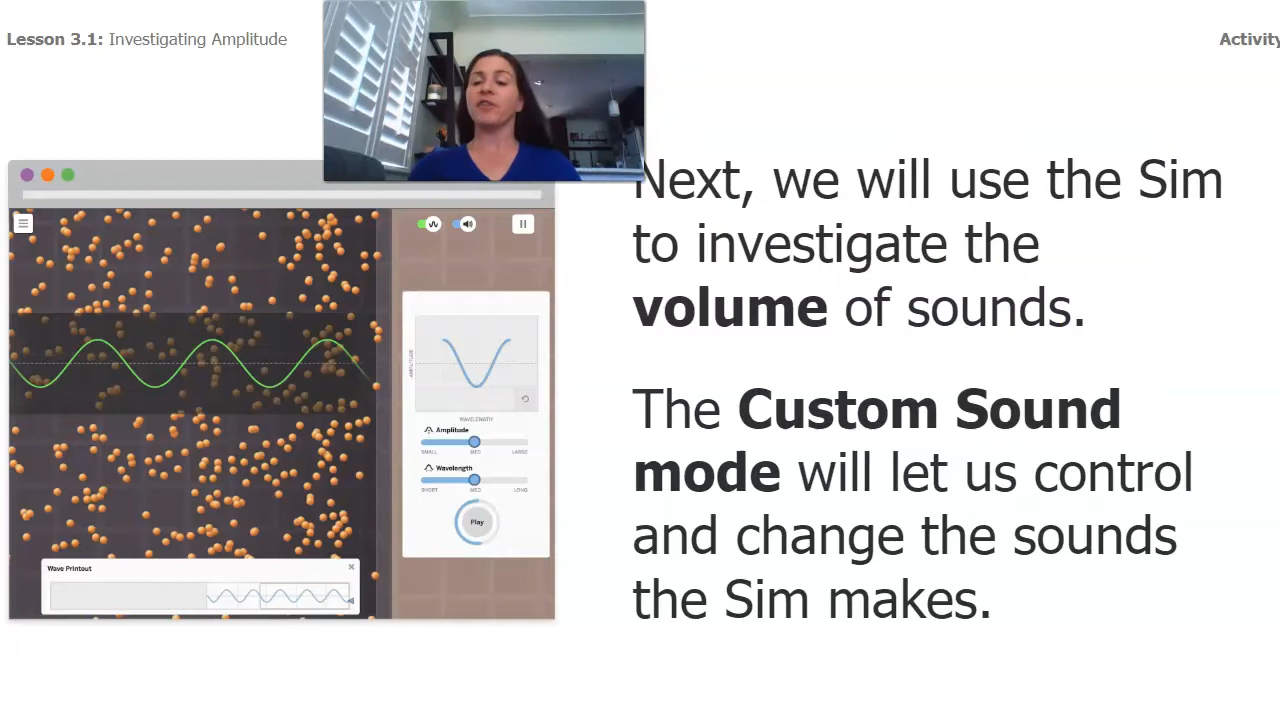 Lesson 3.1: Investigating Amplitude
Activity
Next, we will use the Sim
to investigate the
volume of sounds.
The Custom Sound
mode will let us control
and change the sounds
the Sim makes.
AMPLITUDE
WAVELENGTH
Amplitude
SMALL MED LARGE
Wavelength
SHORT MED LONG
Play
Wave Printout